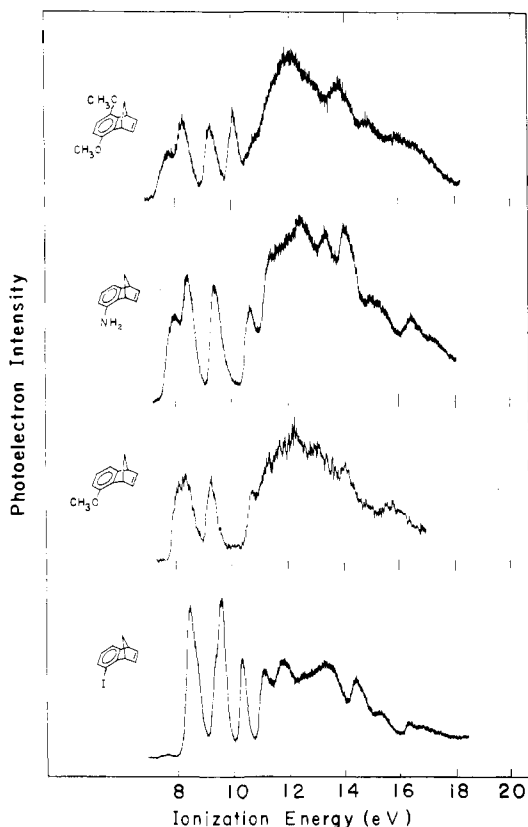 CH₃O
CH₃O
NH₂
CH₃O
I
Photoelectron Intensity
8 10 12 14 16 18 20
Ionization Energy (eV)